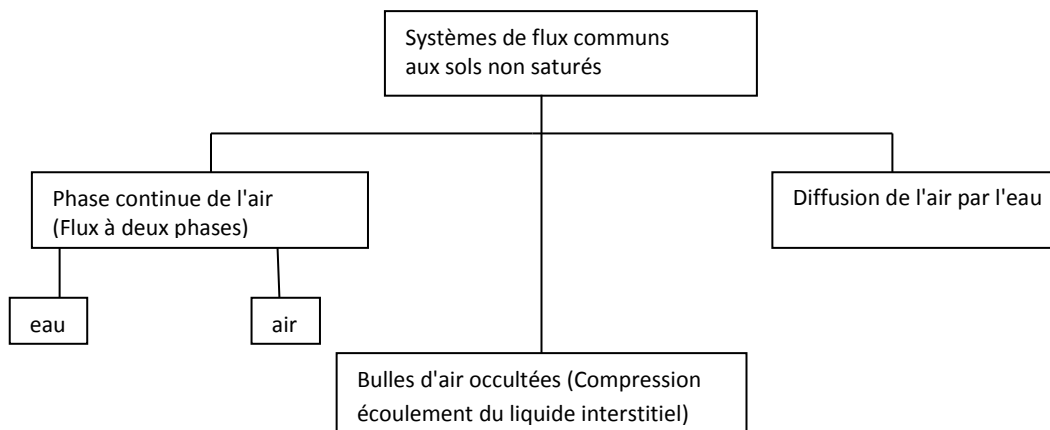 Systèmes de flux communs
aux sols non saturés
Phase continue de l'air
(Flux à deux phases)
Diffusion de l'air par l'eau
eau
air
Bulles d'air occultées (Compression
écoulement du liquide interstitiel)